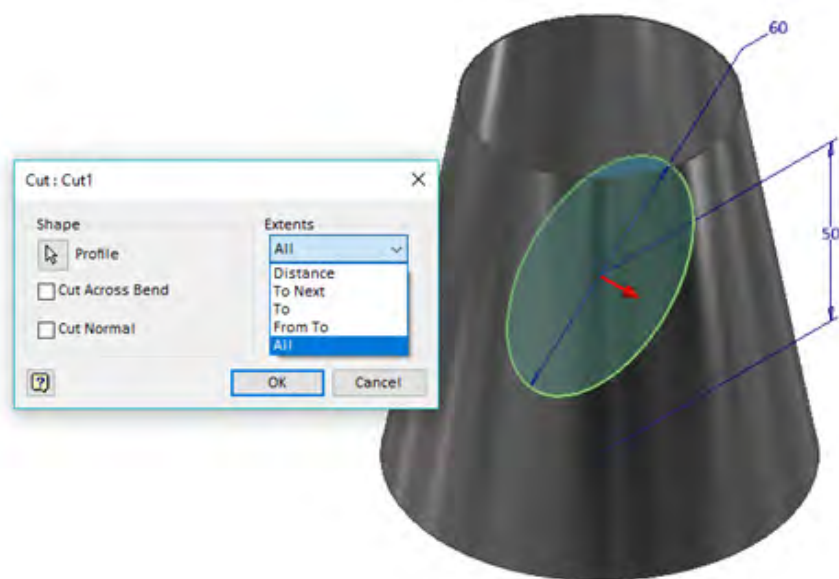 Cut : Cut1
Shape
Profile
Cut Across Bend
Cut Normal
Extents
All
Distance
To Next
To
From To
All
OK
Cancel
60
50